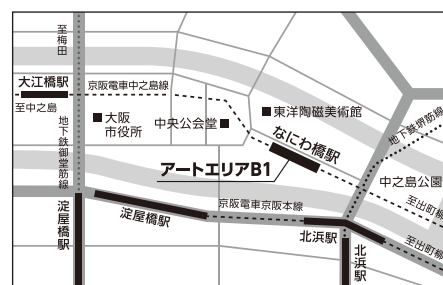 至梅田
大江橋駅
京阪電車中之島線
至中之島
地下鉄御堂筋線
■大阪
市役所
中央公会堂■
■東洋陶磁美術館
なにわ橋駅
地下鉄堺筋線
アートエリアB1
中之島公園
至出町柳
淀屋橋駅
淀屋橋駅
京阪電車京阪本線
北浜駅
北浜駅
至出町柳